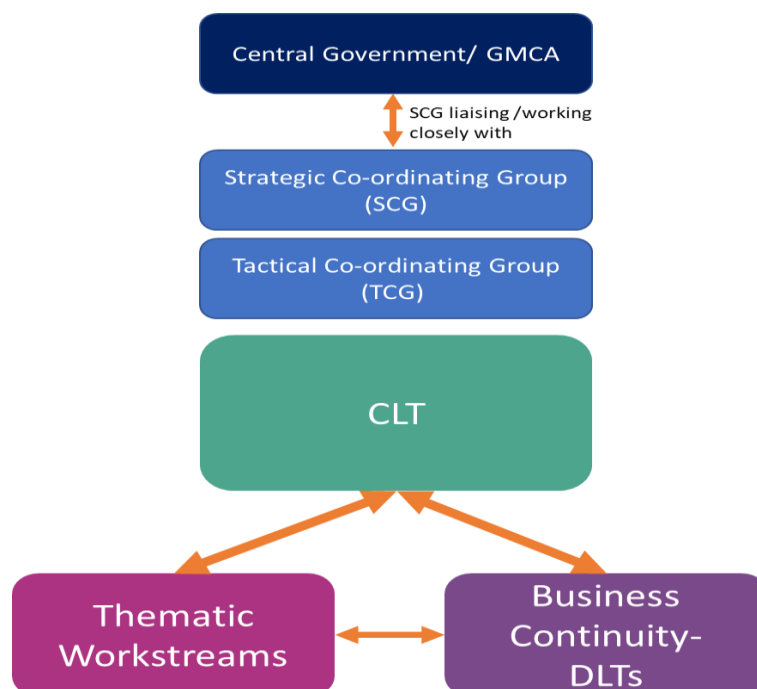 Central Government/ GMCA
SCG liaising /working
closely with
Strategic Co-ordinating Group
(SCG)
Tactical Co-ordinating Group
(TCG)
CLT
Thematic
Workstreams
Business
Continuity-
DLTs